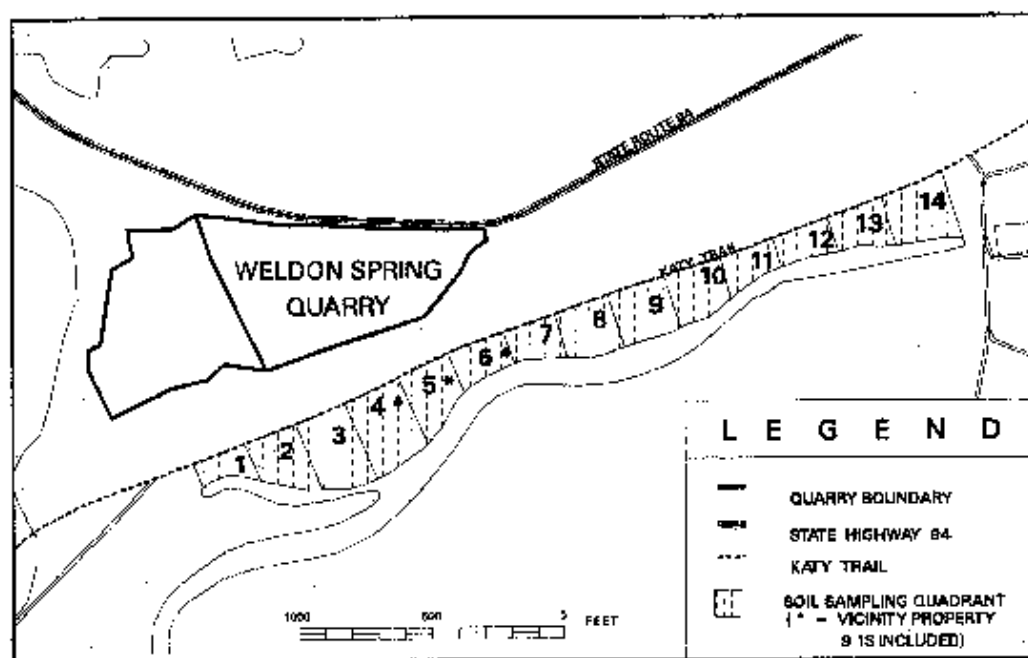 STATE ROUTE 94
WELDON SPRING
QUARRY
KATY TRAIL
1
2
3
4 *
5 *
6 *
7
8
9
10
11
12
13
14
LEGEND
QUARRY BOUNDARY
STATE HIGHWAY 94
KATY TRAIL
SOIL SAMPLING QUADRANT
( * - VICINITY PROPERTY
9 IS INCLUDED)
1000 500 0 FEET